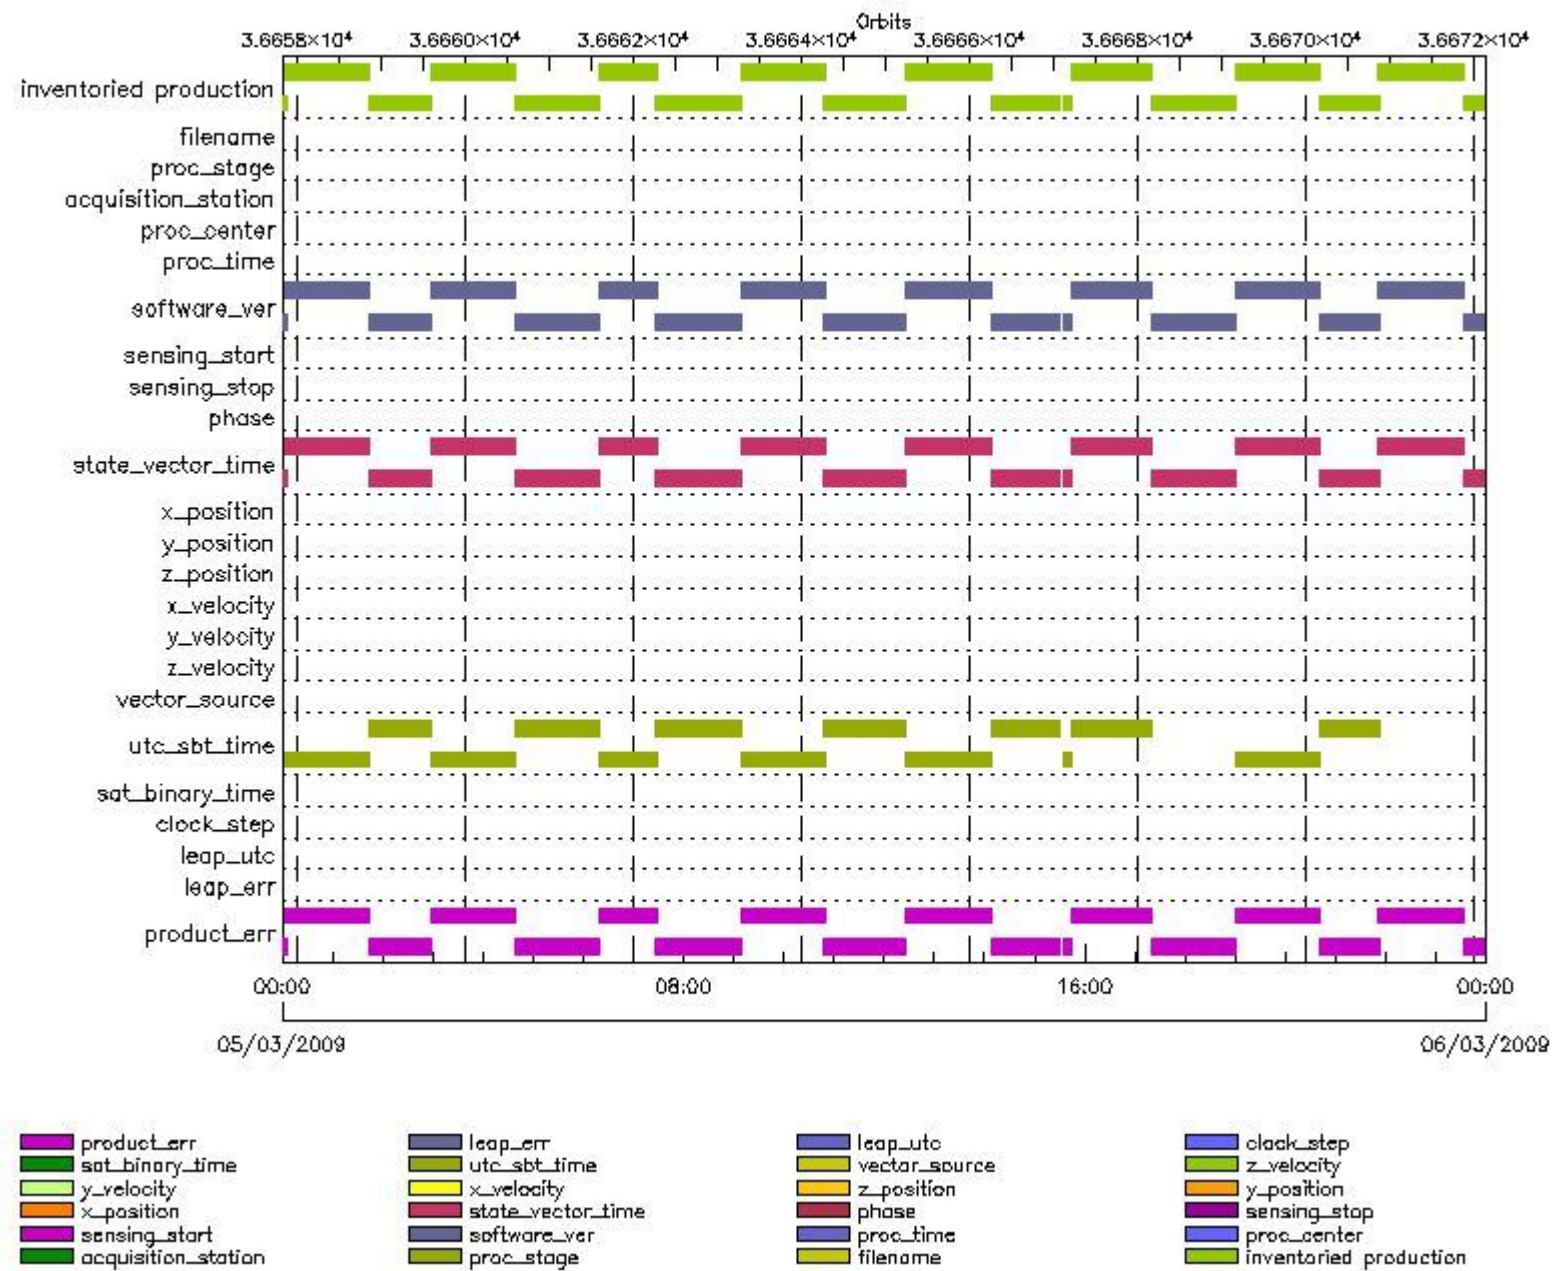 Orbits
3.6658×10⁴ 3.6660×10⁴ 3.6662×10⁴ 3.6664×10⁴ 3.6666×10⁴ 3.6668×10⁴ 3.6670×10⁴ 3.6672×10⁴
inventoried production
filename
proc_stage
acquisition_station
proc_center
proc_time
software_ver
sensing_start
sensing_stop
phase
state_vector_time
x_position
y_position
z_position
x_velocity
y_velocity
z_velocity
vector_source
utc_sbt_time
sat_binary_time
clock_step
leap_utc
leap_err
product_err
00:00 08:00 16:00 00:00
05/03/2009 06/03/2009
product_err leap_err leap_utc clock_step
sat_binary_time utc_sbt_time vector_source z_velocity
y_velocity x_velocity z_position y_position
x_position state_vector_time phase sensing_stop
sensing_start software_ver proc_time proc_center
acquisition_station proc_stage filename inventoried production